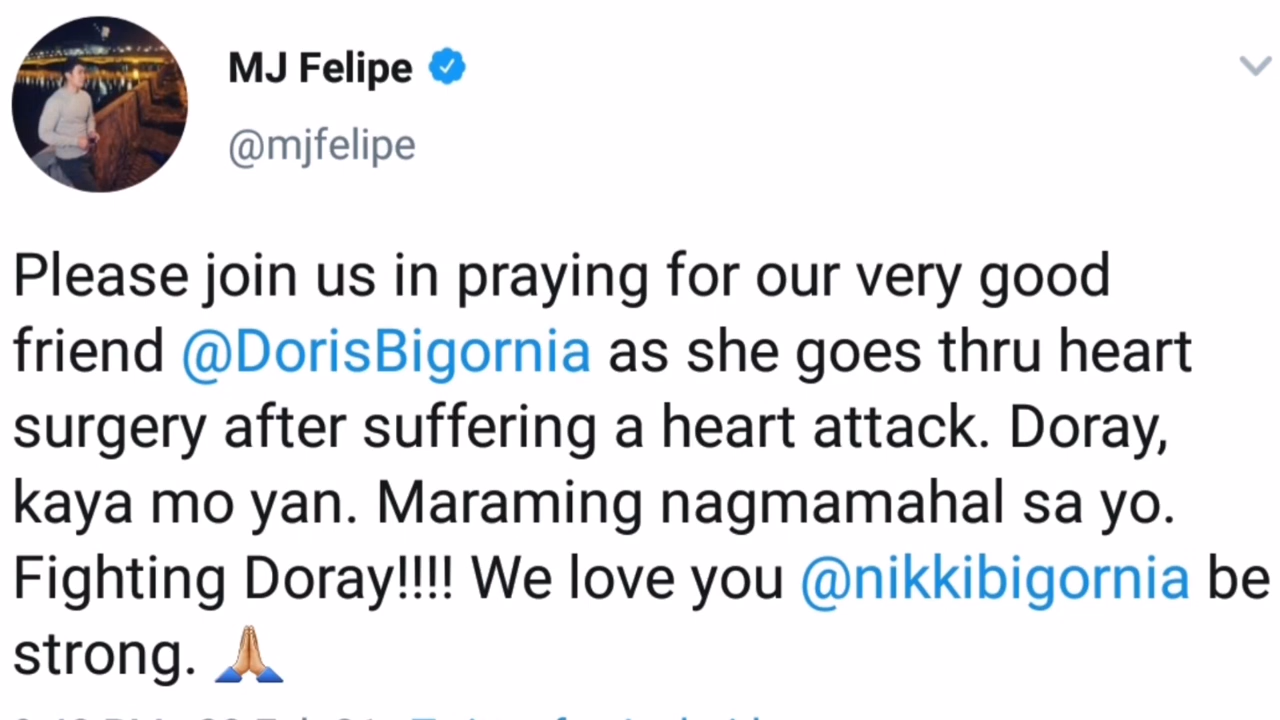 MJ Felipe
@mjfelipe
Please join us in praying for our very good
friend @DorisBigornia as she goes thru heart
surgery after suffering a heart attack. Doray,
kaya mo yan. Maraming nagmamahal sa yo.
Fighting Doray!!!! We love you @nikkibigornia be
strong. 🙏🏼